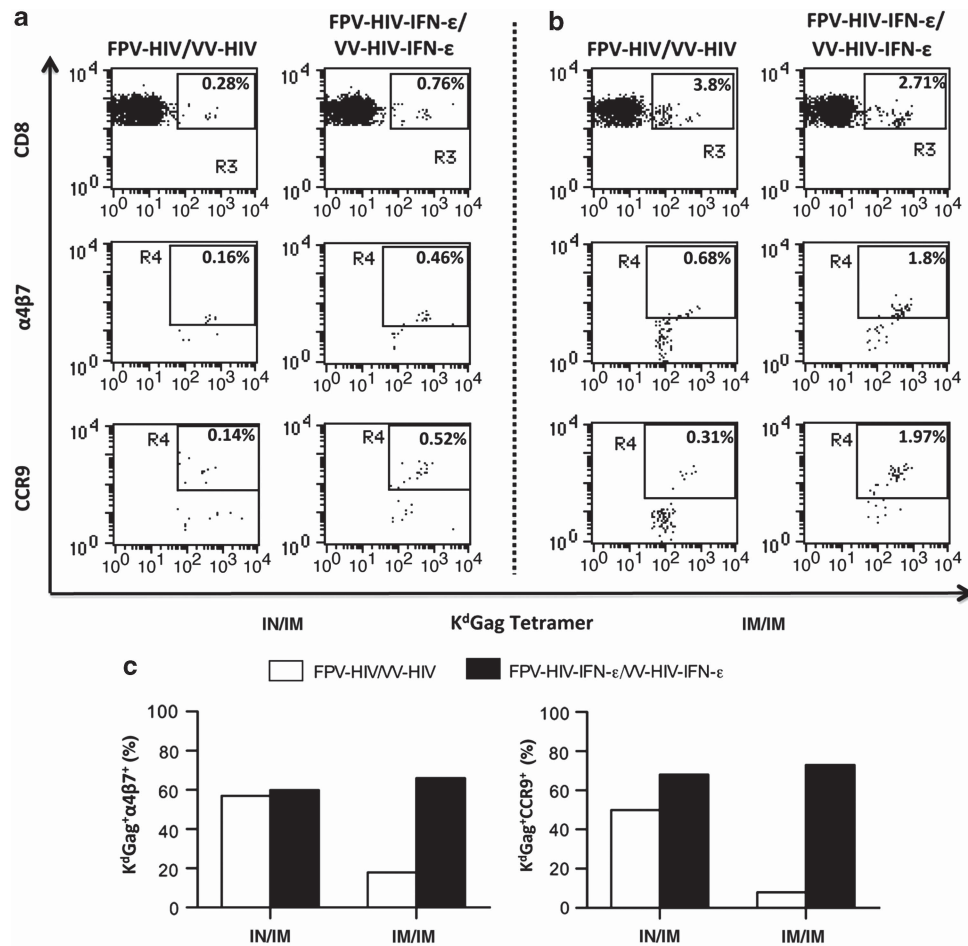 a
FPV-HIV/VV-HIV
FPV-HIV-IFN-ε/
VV-HIV-IFN-ε
b
FPV-HIV/VV-HIV
FPV-HIV-IFN-ε/
VV-HIV-IFN-ε
CD8
10⁴
10⁰
0.28%
R3
10⁰ 10¹ 10² 10³ 10⁴
10⁴
10⁰
0.76%
R3
10⁰ 10¹ 10² 10³ 10⁴
10⁴
10⁰
3.8%
R3
10⁰ 10¹ 10² 10³ 10⁴
10⁴
10⁰
2.71%
R3
10⁰ 10¹ 10² 10³ 10⁴
α4β7
10⁴
10⁰
R4 0.16%
10⁰ 10¹ 10² 10³ 10⁴
10⁴
10⁰
R4 0.46%
10⁰ 10¹ 10² 10³ 10⁴
10⁴
10⁰
R4 0.68%
10⁰ 10¹ 10² 10³ 10⁴
10⁴
10⁰
R4 1.8%
10⁰ 10¹ 10² 10³ 10⁴
CCR9
10⁴
10⁰
R4 0.14%
10⁰ 10¹ 10² 10³ 10⁴
10⁴
10⁰
R4 0.52%
10⁰ 10¹ 10² 10³ 10⁴
10⁴
10⁰
R4 0.31%
10⁰ 10¹ 10² 10³ 10⁴
10⁴
10⁰
R4 1.97%
10⁰ 10¹ 10² 10³ 10⁴
IN/IM KᵈGag Tetramer IM/IM
c
FPV-HIV/VV-HIV FPV-HIV-IFN-ε/VV-HIV-IFN-ε
KᵈGag⁺α4β7⁺ (%)
100
80
60
40
20
0
IN/IM IM/IM
KᵈGag⁺CCR9⁺ (%)
100
80
60
40
20
0
IN/IM IM/IM